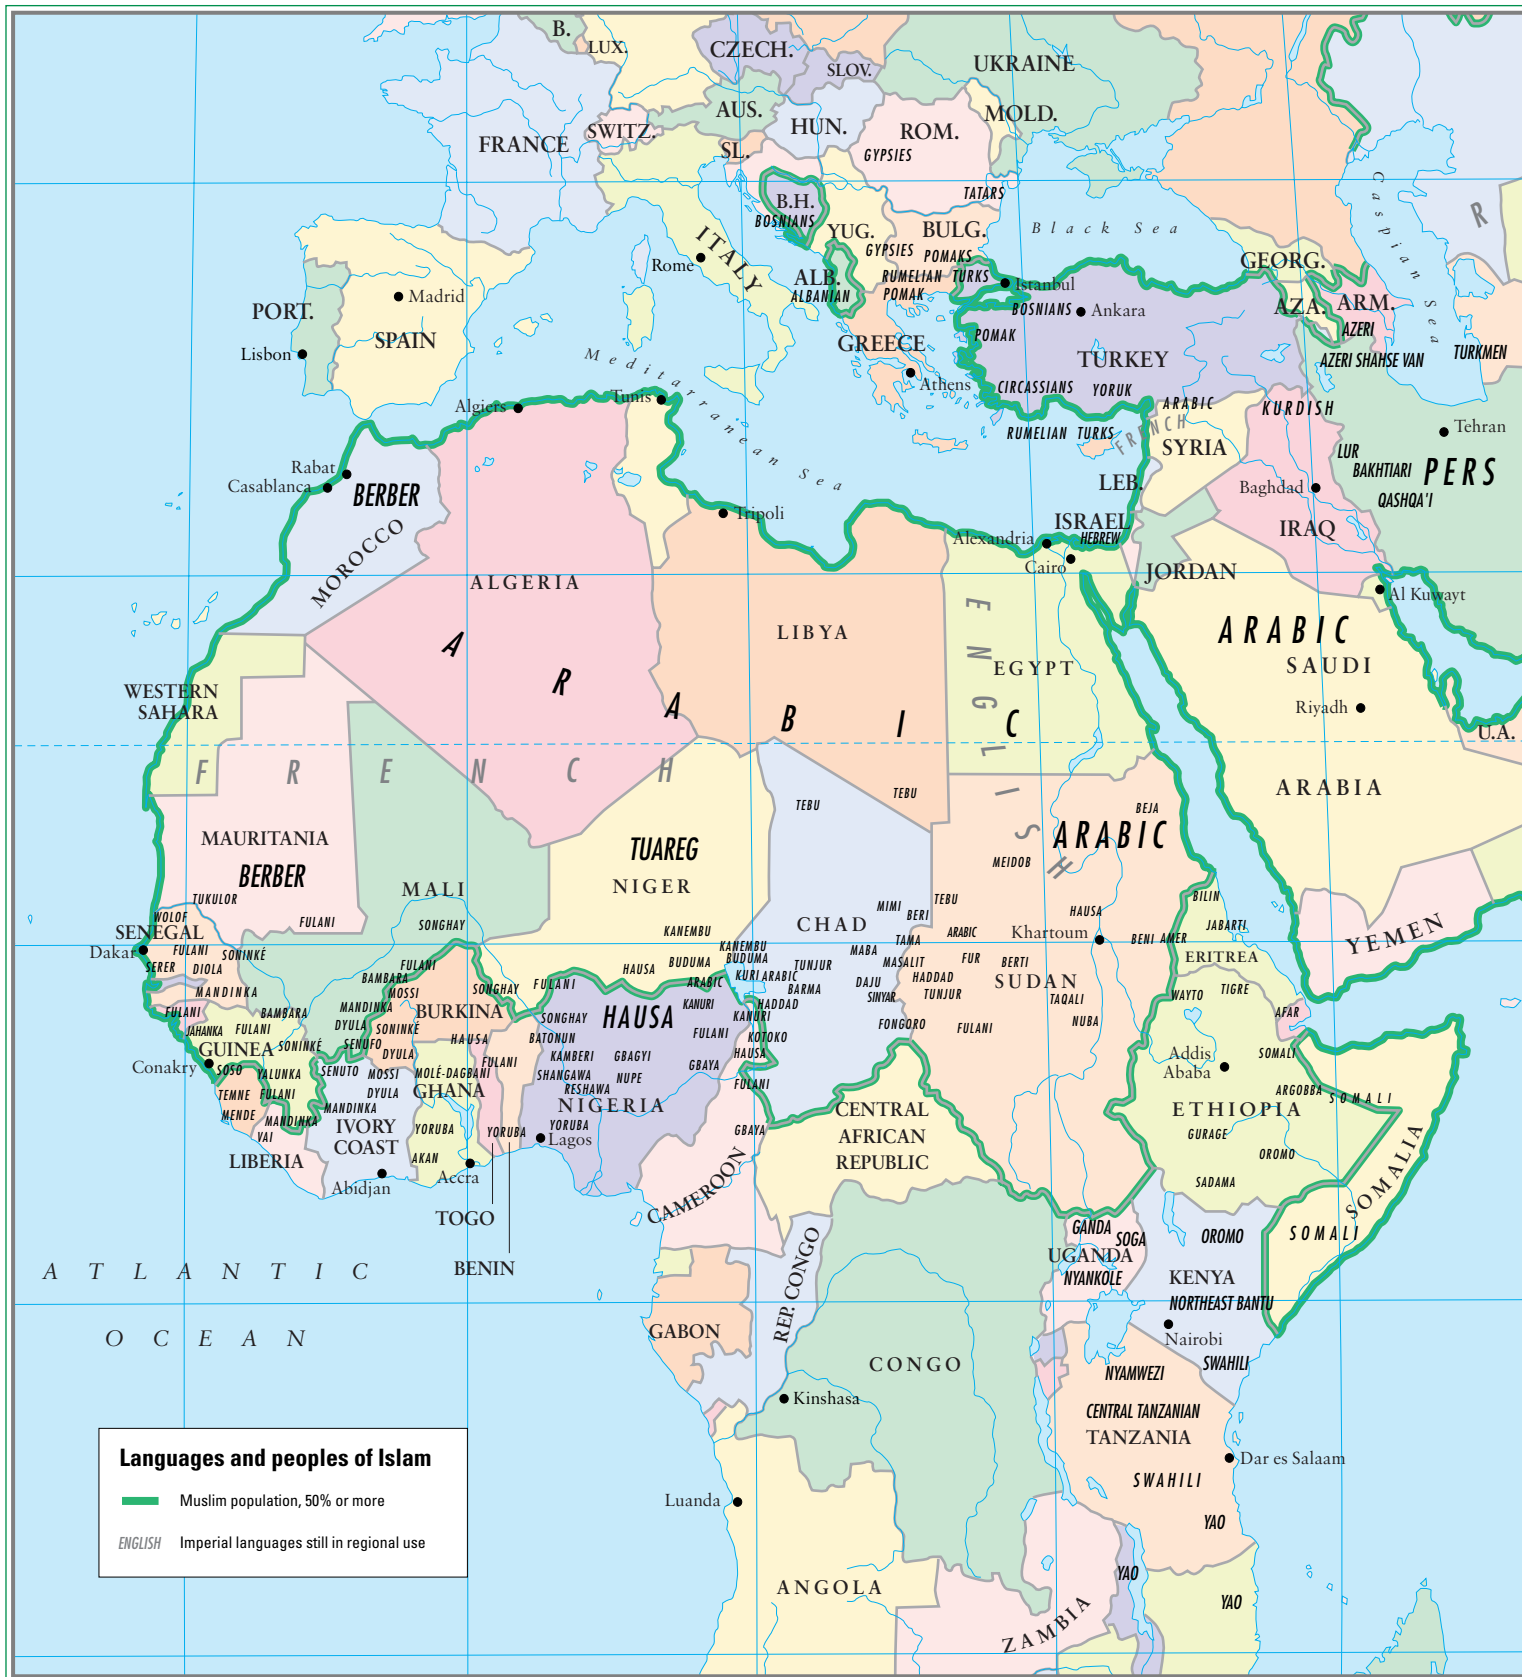 B.
LUX.
CZECH.
SLOV.
UKRAINE
AUS.
MOLD.
FRANCE
SWITZ.
HUN.
ROM.
SL.
GYPSIES
TATARS
B.H.
BOSNIANS
Caspian Sea
R
ITALY
YUG.
BULG.
Black Sea
GYPSIES
POMAKS
Rome
GEORG.
ALB.
ALBANIAN
RUMELIAN TURKS
POMAK
Istanbul
Madrid
PORT.
SPAIN
BOSNIANS
Ankara
AZA.
ARM.
AZERI
Lisbon
GREECE
POMAK
TURKEY
AZERI SHAHSE VAN
TURKMEN
Meditarranean Sea
Athens
CIRCASSIANS
YORUK
Algiers
Tunis
ARABIC
KURDISH
FRENCH
RUMELIAN TURKS
SYRIA
Tehran
LUR
BAKHTIARI
PERS
Rabat
Casablanca
BERBER
LEB.
Baghdad
QASHQA'I
Tripoli
ISRAEL
HEBREW
IRAQ
Alexandria
Cairo
MOROCCO
ALGERIA
JORDAN
Al Kuwayt
ENGLISH
LIBYA
ARABIC
EGYPT
SAUDI
ARABIC
WESTERN
SAHARA
Riyadh
U.A.
FRENCH
ARABIA
TEBU
TEBU
BEJA
MAURITANIA
BERBER
TUAREG
NIGER
ARABIC
MEIDOB
MALI
TUKULOR
WOLOF
FULANI
SONGHAY
SENEGAL
Dakar
FULANI
SONINKÉ
SERER
DIOLA
MANDINKA
KANEMBU
CHAD
MIMI
BERI
TEBU
HAUSA
BILIN
JABARTI
KANEMBU
BUDUMA
BUDUMA
MABA
TAMA
ARABIC
Khartoum
BENI AMER
YEMEN
FULANI
BAMBARA
MOSSI
SONGHAY
FULANI
HAUSA
ARABIC
KURI
ARABIC
TUNJUR
BARMA
MASALIT
FUR
BERTI
ERITREA
DAJU
SINYAR
HADDAD
TUNJUR
SUDAN
TAQALI
WAYTO
TIGRE
FULANI
BAMBARA
MANDINKA
BURKINA
SONGHAY
HAUSA
KANURI
HADDAD
KANURI
FONGORO
FULANI
NUBA
AFAR
JAHANKA
FULANI
DYULA
SONINKÉ
HAUSA
BATONUN
FULANI
KOTOKO
GUINEA
SONINKÉ
SENUFO
DYULA
FULANI
KAMBERI
GBAGYI
GBAYA
HAUSA
SOMALI
Conakry
SOSO
YALUNKA
SENUTO
MOSSI
MOLÉ-DAGBANI
SHANGAWA
NUPE
RESHAWA
FULANI
Addis
Ababa
TEMNE
FULANI
DYULA
GHANA
NIGERIA
ARGOBBA
SOMALI
MENDE
MANDINKA
MANDINKA
CENTRAL
AFRICAN
REPUBLIC
ETHIOPIA
VAI
IVORY
COAST
YORUBA
YORUBA
YORUBA
Lagos
GBAYA
GURAGE
LIBERIA
AKAN
OROMO
Abidjan
Accra
CAMEROON
SADAMA
SOMALIA
TOGO
GANDA
SOGA
OROMO
SOMALI
BENIN
REP. CONGO
UGANDA
NYANKOLE
KENYA
ATLANTIC
OCEAN
NORTHEAST BANTU
GABON
Nairobi
CONGO
SWAHILI
NYAMWEZI
Kinshasa
CENTRAL TANZANIAN
TANZANIA
Dar es Salaam
SWAHILI
Luanda
YAO
YAO
ANGOLA
YAO
ZAMBIA
Languages and peoples of Islam
Muslim population, 50% or more
ENGLISH
Imperial languages still in regional use